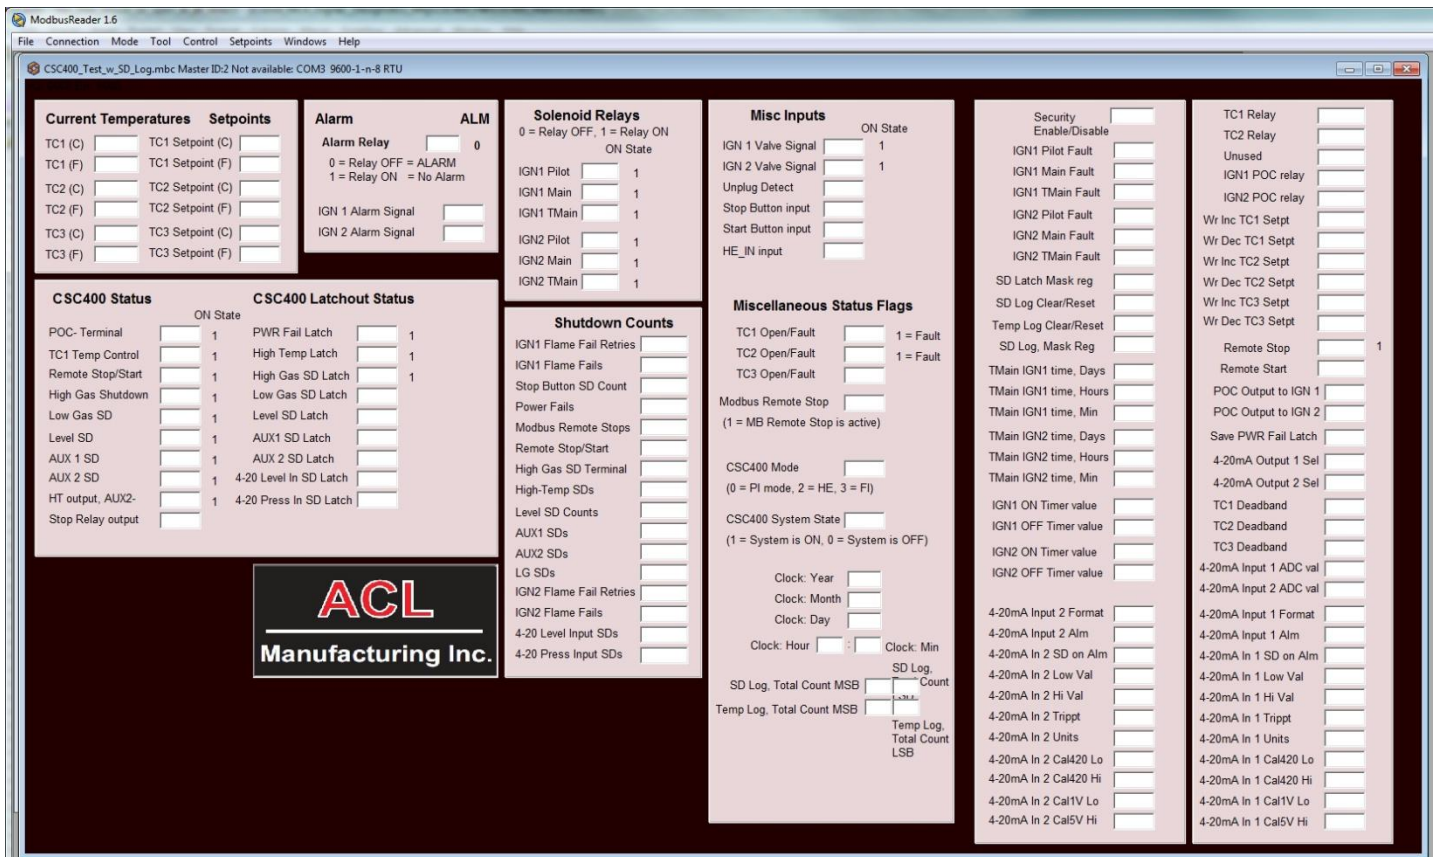 ModbusReader 1.6
File Connection Mode Tool Control Setpoints Windows Help
CSC400_Test_w_SD_Log.mbc Master ID:2 Not available: COM3 9600-1-n-8 RTU
Current Temperatures Setpoints
TC1 (C) TC1 Setpoint (C)
TC1 (F) TC1 Setpoint (F)
TC2 (C) TC2 Setpoint (C)
TC2 (F) TC2 Setpoint (F)
TC3 (C) TC3 Setpoint (C)
TC3 (F) TC3 Setpoint (F)
Alarm ALM
Alarm Relay 0
0 = Relay OFF = ALARM
1 = Relay ON = No Alarm
IGN 1 Alarm Signal
IGN 2 Alarm Signal
CSC400 Status CSC400 Latchout Status
ON State
POC- Terminal 1 PWR Fail Latch 1
TC1 Temp Control 1 High Temp Latch 1
Remote Stop/Start 1 High Gas SD Latch 1
High Gas Shutdown 1 Low Gas SD Latch
Low Gas SD 1 Level SD Latch
Level SD 1 AUX1 SD Latch
AUX 1 SD 1 AUX 2 SD Latch
AUX 2 SD 1 4-20 Level In SD Latch
HT output, AUX2- 1 4-20 Press In SD Latch
Stop Relay output
ACL
Manufacturing Inc.
Solenoid Relays
0 = Relay OFF, 1 = Relay ON
ON State
IGN1 Pilot 1
IGN1 Main 1
IGN1 TMain 1
IGN2 Pilot 1
IGN2 Main 1
IGN2 TMain 1
Shutdown Counts
IGN1 Flame Fail Retries
IGN1 Flame Fails
Stop Button SD Count
Power Fails
Modbus Remote Stops
Remote Stop/Start
High Gas SD Terminal
High-Temp SDs
Level SD Counts
AUX1 SDs
AUX2 SDs
LG SDs
IGN2 Flame Fail Retries
IGN2 Flame Fails
4-20 Level Input SDs
4-20 Press Input SDs
Misc Inputs
ON State
IGN 1 Valve Signal 1
IGN 2 Valve Signal 1
Unplug Detect
Stop Button input
Start Button input
HE_IN input
Miscellaneous Status Flags
TC1 Open/Fault 1 = Fault
TC2 Open/Fault 1 = Fault
TC3 Open/Fault
Modbus Remote Stop
(1 = MB Remote Stop is active)
CSC400 Mode
(0 = PI mode, 2 = HE, 3 = FI)
CSC400 System State
(1 = System is ON, 0 = System is OFF)
Clock: Year
Clock: Month
Clock: Day
Clock: Hour : Clock: Min
SD Log,
SD Log, Total Count MSB Count
Temp Log, Total Count MSB
Temp Log,
Total Count
LSB
Security
Enable/Disable
IGN1 Pilot Fault
IGN1 Main Fault
IGN1 TMain Fault
IGN2 Pilot Fault
IGN2 Main Fault
IGN2 TMain Fault
SD Latch Mask reg
SD Log Clear/Reset
Temp Log Clear/Reset
SD Log, Mask Reg
TMain IGN1 time, Days
TMain IGN1 time, Hours
TMain IGN1 time, Min
TMain IGN2 time, Days
TMain IGN2 time, Hours
TMain IGN2 time, Min
IGN1 ON Timer value
IGN1 OFF Timer value
IGN2 ON Timer value
IGN2 OFF Timer value
4-20mA Input 2 Format
4-20mA Input 2 Alm
4-20mA In 2 SD on Alm
4-20mA In 2 Low Val
4-20mA In 2 Hi Val
4-20mA In 2 Trippt
4-20mA In 2 Units
4-20mA In 2 Cal420 Lo
4-20mA In 2 Cal420 Hi
4-20mA In 2 Cal1V Lo
4-20mA In 2 Cal5V Hi
TC1 Relay
TC2 Relay
Unused
IGN1 POC relay
IGN2 POC relay
Wr Inc TC1 Setpt
Wr Dec TC1 Setpt
Wr Inc TC2 Setpt
Wr Dec TC2 Setpt
Wr Inc TC3 Setpt
Wr Dec TC3 Setpt
Remote Stop 1
Remote Start
POC Output to IGN 1
POC Output to IGN 2
Save PWR Fail Latch
4-20mA Output 1 Sel
4-20mA Output 2 Sel
TC1 Deadband
TC2 Deadband
TC3 Deadband
4-20mA Input 1 ADC val
4-20mA Input 2 ADC val
4-20mA Input 1 Format
4-20mA Input 1 Alm
4-20mA In 1 SD on Alm
4-20mA In 1 Low Val
4-20mA In 1 Hi Val
4-20mA In 1 Trippt
4-20mA In 1 Units
4-20mA In 1 Cal420 Lo
4-20mA In 1 Cal420 Hi
4-20mA In 1 Cal1V Lo
4-20mA In 1 Cal5V Hi